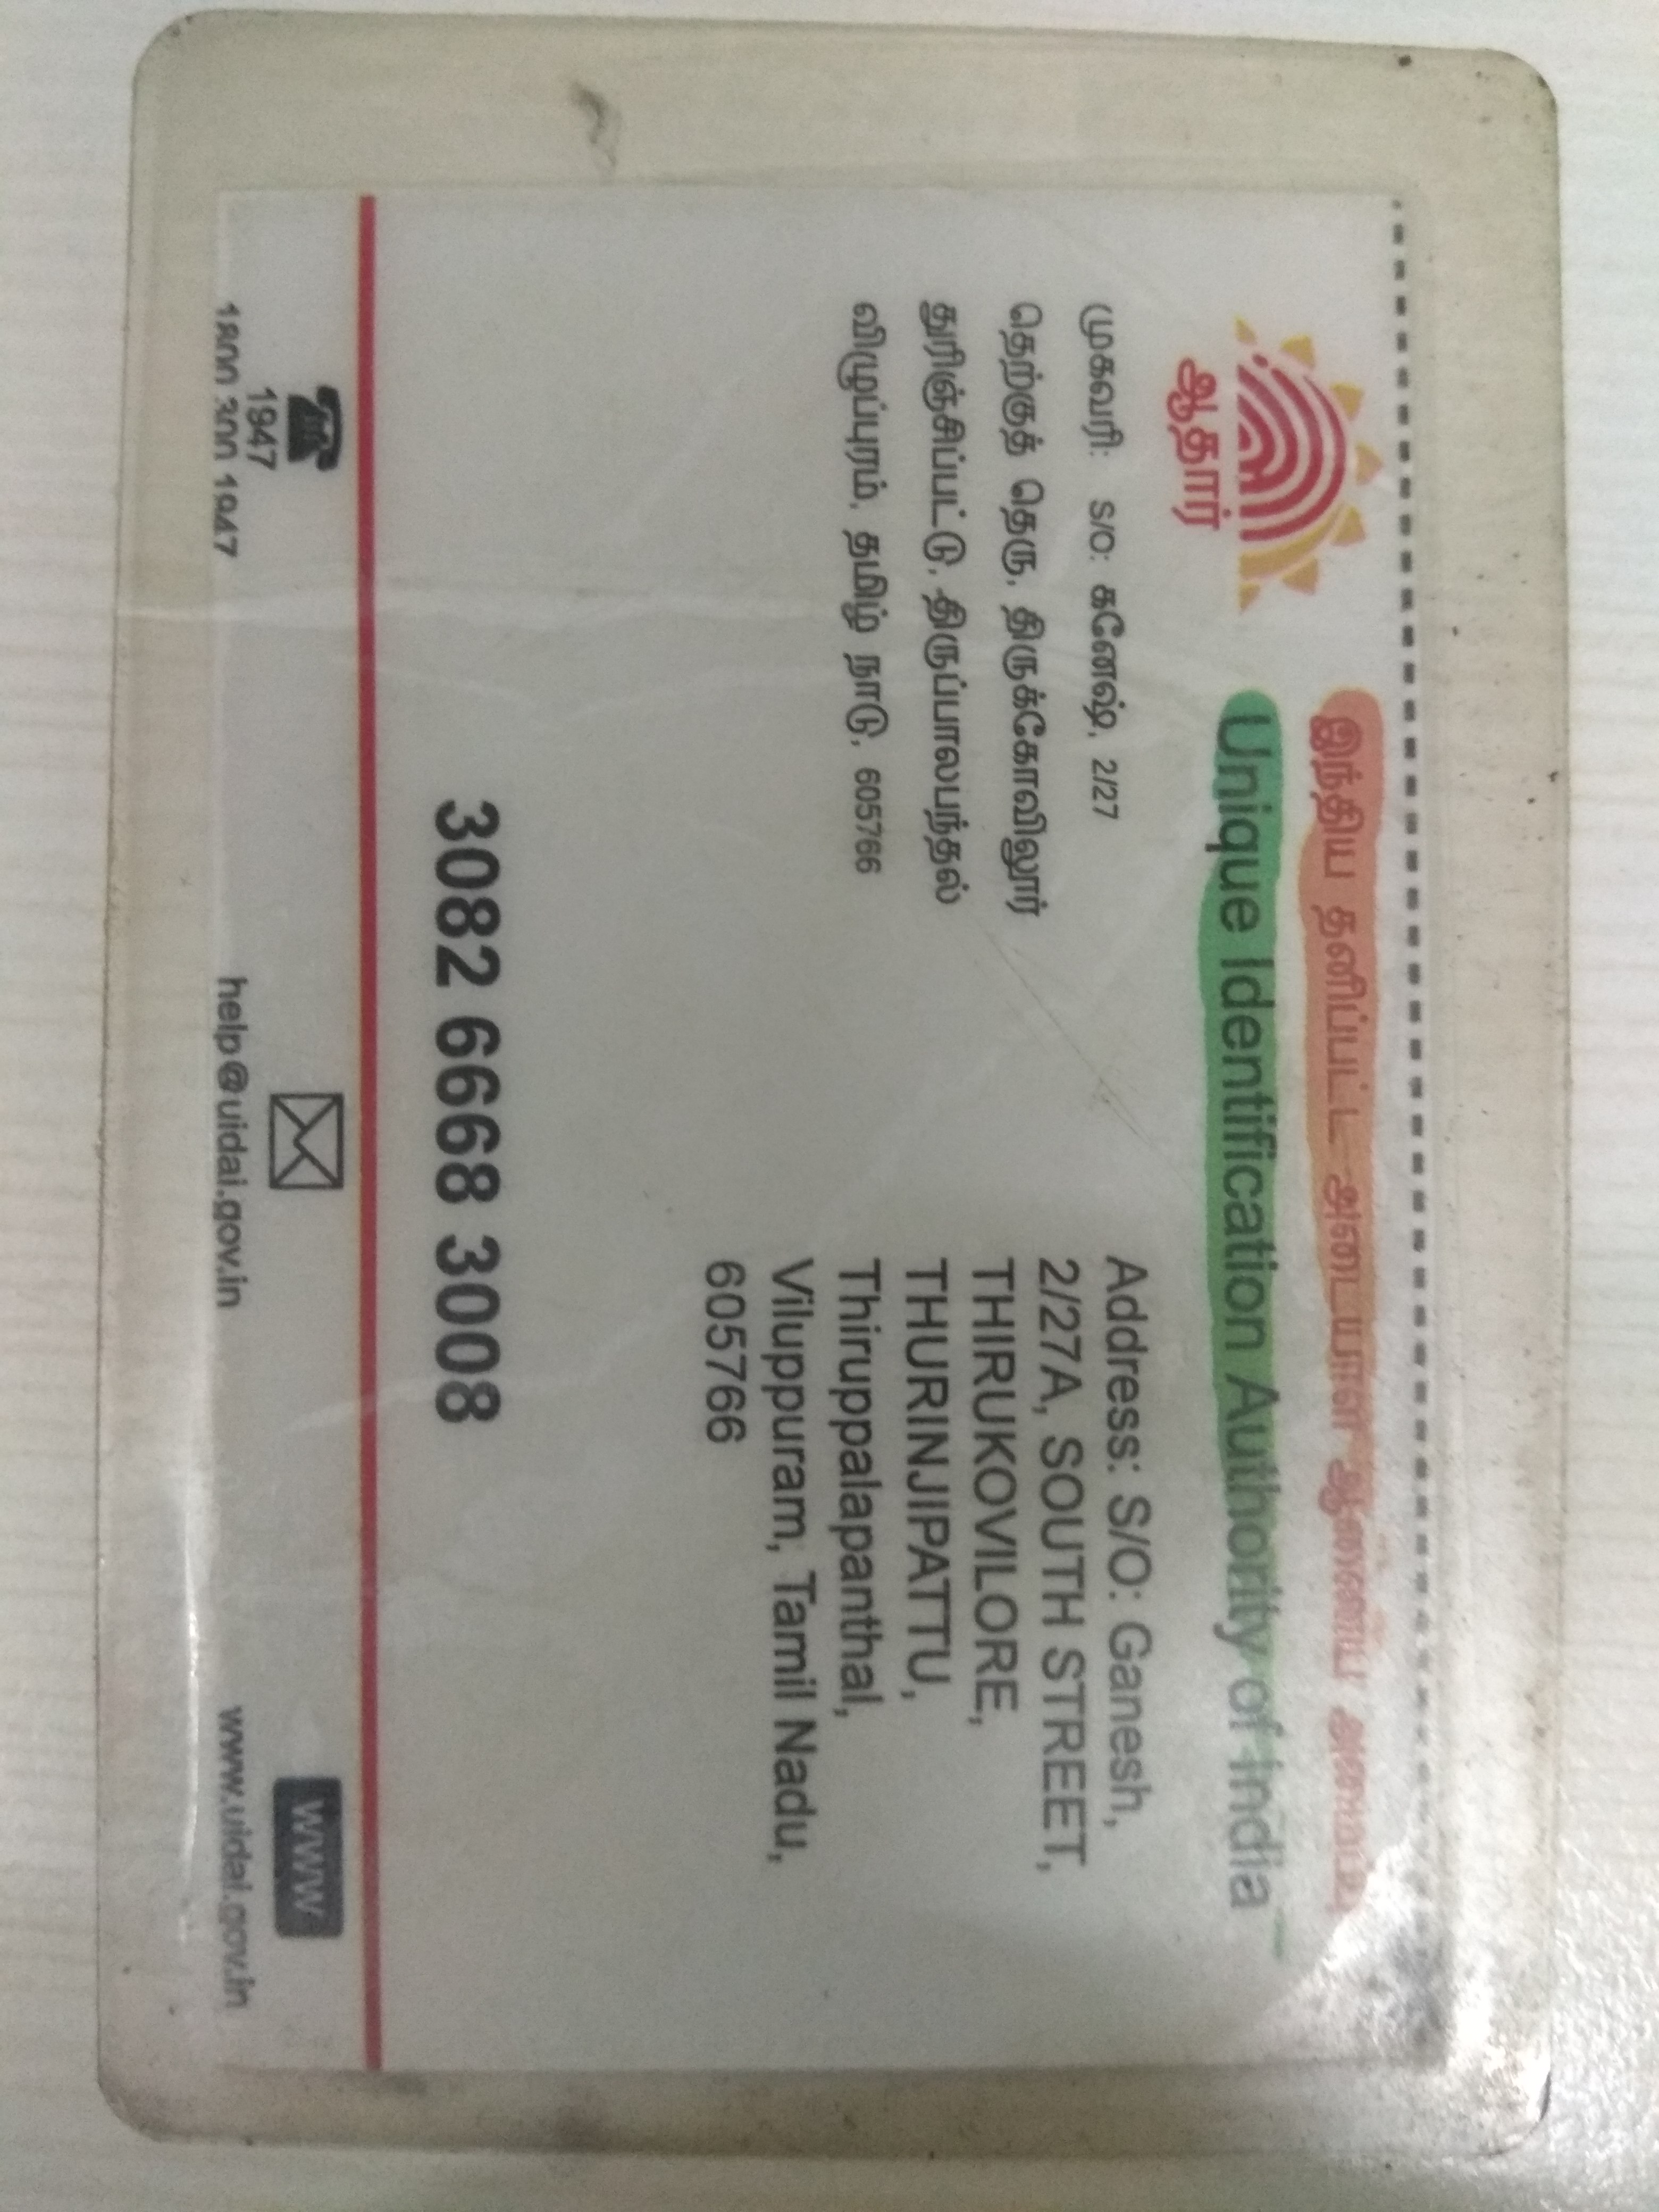 இந்திய தனிப்பட்ட அடையாள ஆணைய அமைப்பு
Unique Identification Authority of India
ஆதார்
முகவரி: S/O: கனேஷ், 2/27
தெற்குத் தெரு, திருக்கோவிலூர்
துரிஞ்சிப்பட்டு, திருப்பாலபந்தல்
விழுப்புரம், தமிழ் நாடு, 605766
Address: S/O: Ganesh,
2/27A, SOUTH STREET,
THIRUKOVILORE,
THURINJIPATTU,
Thiruppalapanthal,
Viluppuram, Tamil Nadu,
605766
3082 6668 3008
1947
1800 300 1947
help@uidai.gov.in
WWW
www.uidai.gov.in